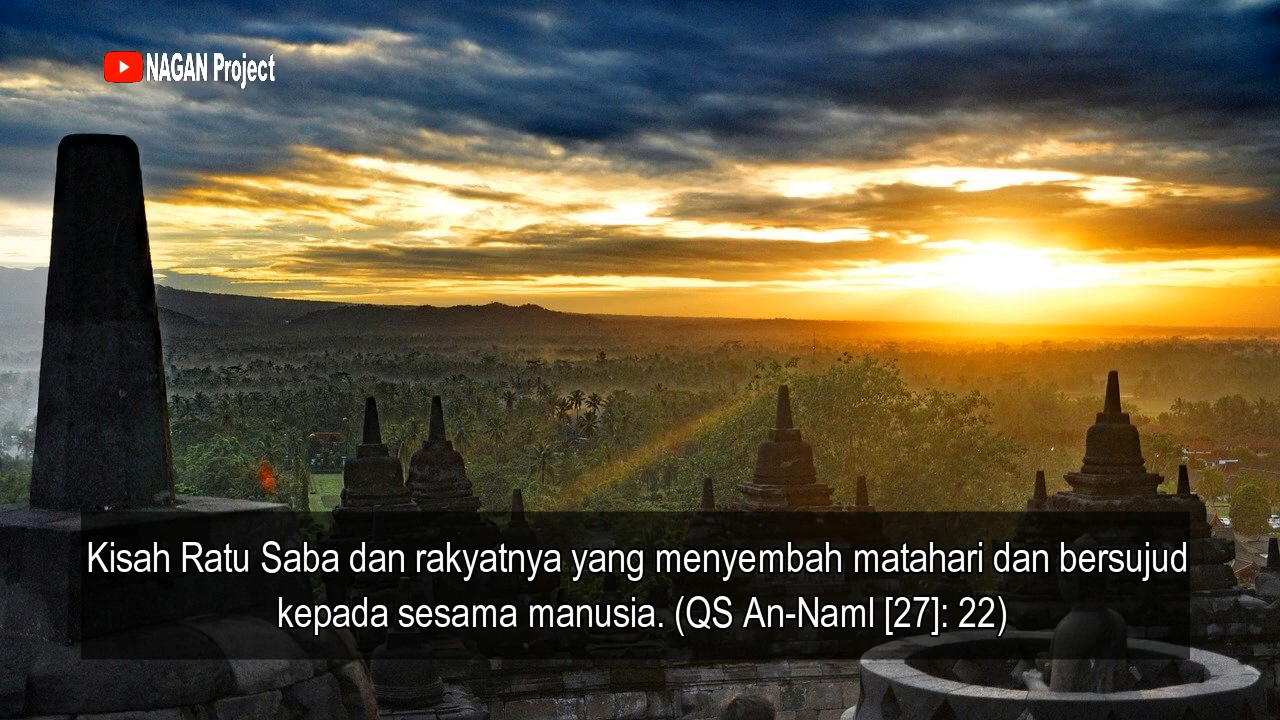 NAGAN Project
Kisah Ratu Saba dan rakyatnya yang menyembah matahari dan bersujud
kepada sesama manusia. (QS An-Naml [27]: 22)